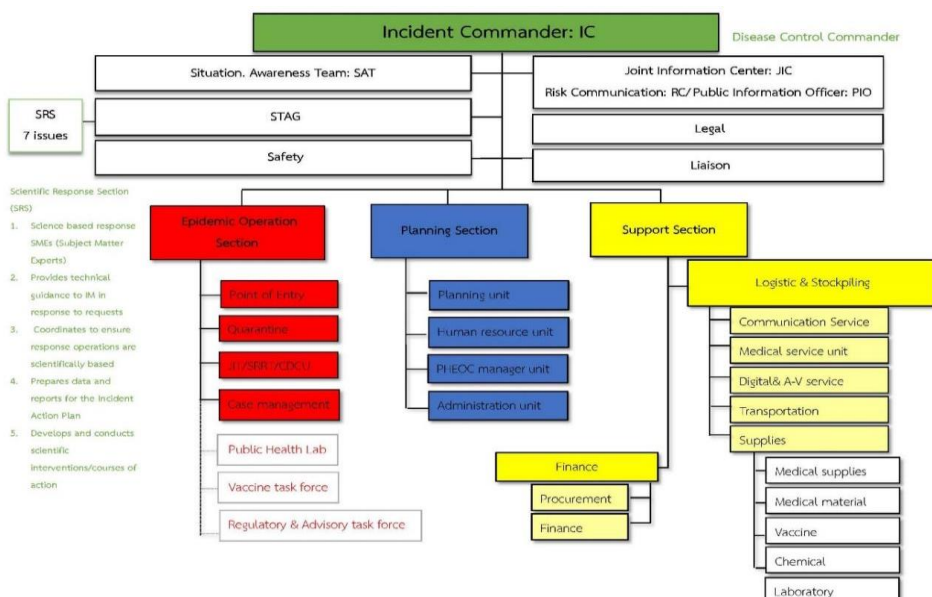 Incident Commander: IC
Disease Control Commander
Situation. Awareness Team: SAT
Joint Information Center: JIC
Risk Communication: RC/ Public Information Officer: PIO
SRS
7 issues
STAG
Legal
Safety
Liaison
Scientific Response Section
(SRS)
1. Science based response
SMEs (Subject Matter
Experts)
2. Provides technical
guidance to IM in
response to requests
3. Coordinates to ensure
response operations are
scientifically based
4. Prepares data and
reports for the Incident
Action Plan
5. Develops and conducts
scientific
interventions/courses of
action
Epidemic Operation
Section
Point of Entry
Quarantine
JIT/SRRT/CDCU
Case management
Public Health Lab
Vaccine task force
Regulatory & Advisory task force
Planning Section
Planning unit
Human resource unit
PHEOC manager unit
Administration unit
Support Section
Logistic & Stockpiling
Communication Service
Medical service unit
Digital& A-V service
Transportation
Supplies
Medical supplies
Medical material
Vaccine
Chemical
Laboratory
Finance
Procurement
Finance